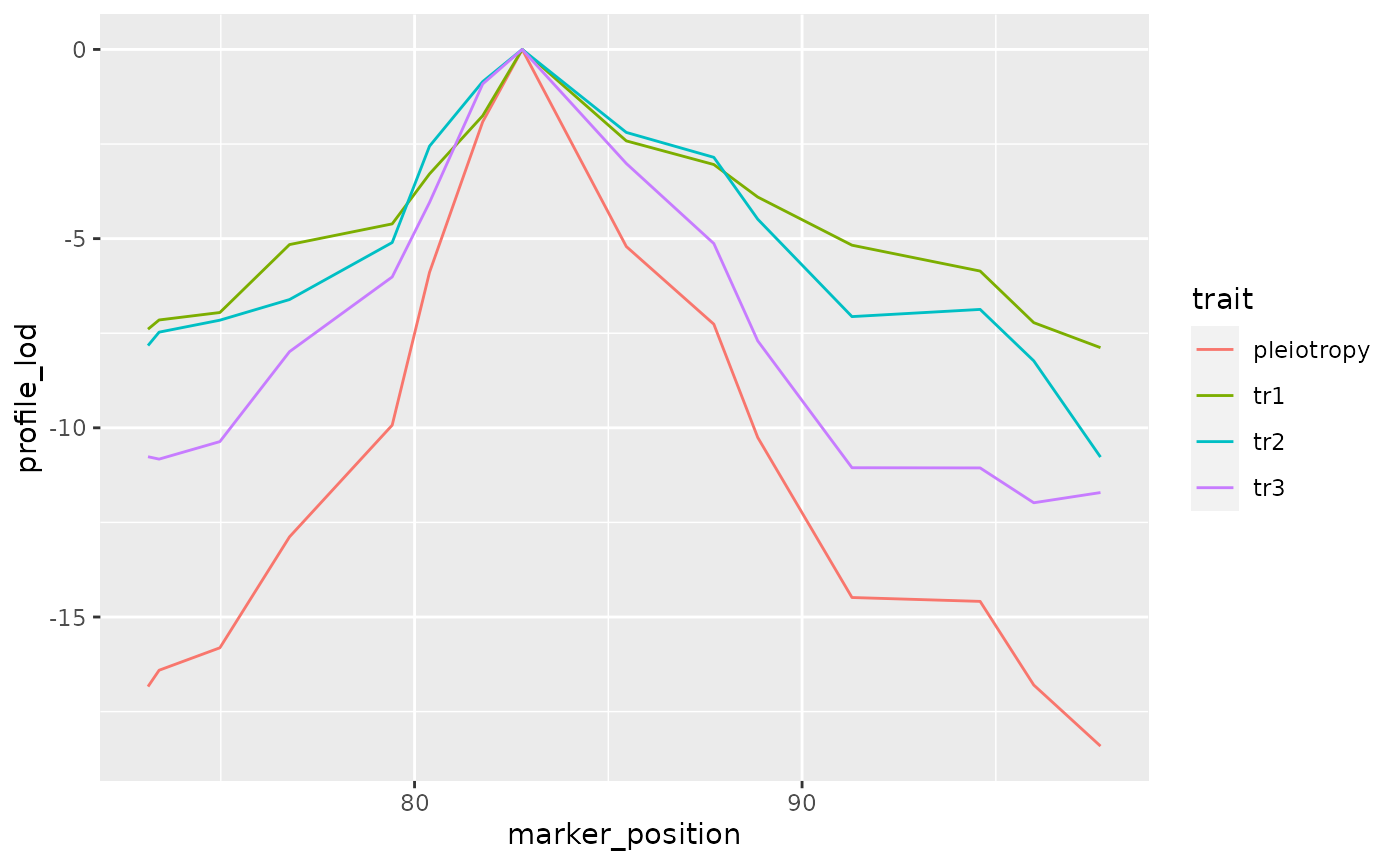 0
-5
-10
-15
profile_lod
80
90
marker_position
trait
pleiotropy
tr1
tr2
tr3